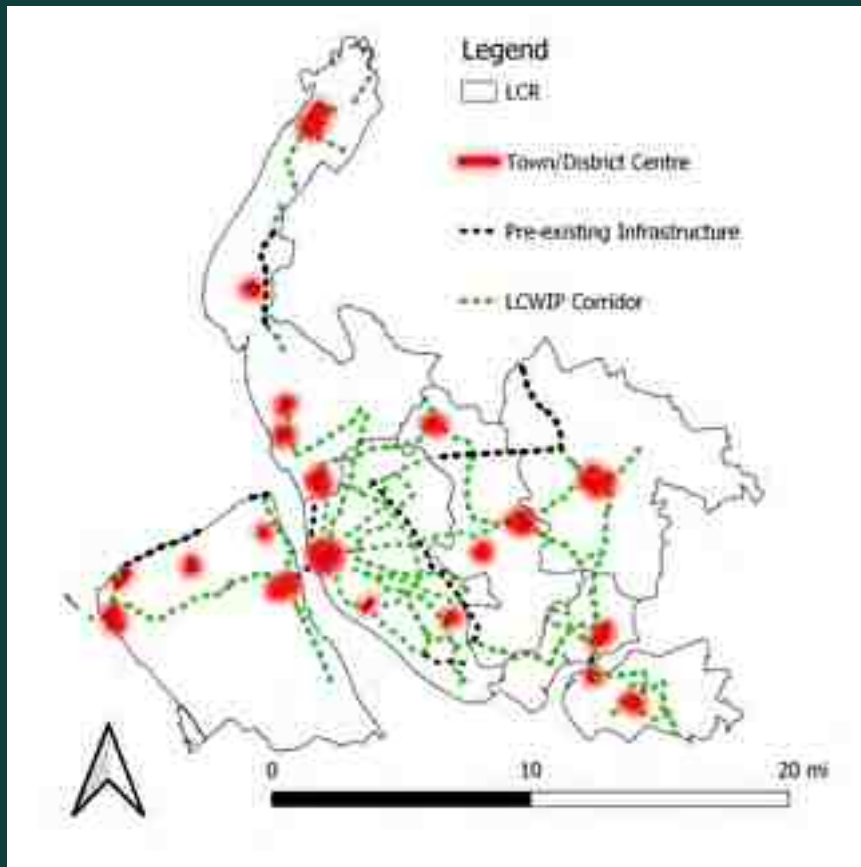 Legend
LCR
Town/District Centre
Pre-existing Infrastructure
LCWIP Corridor
0 10 20 mi